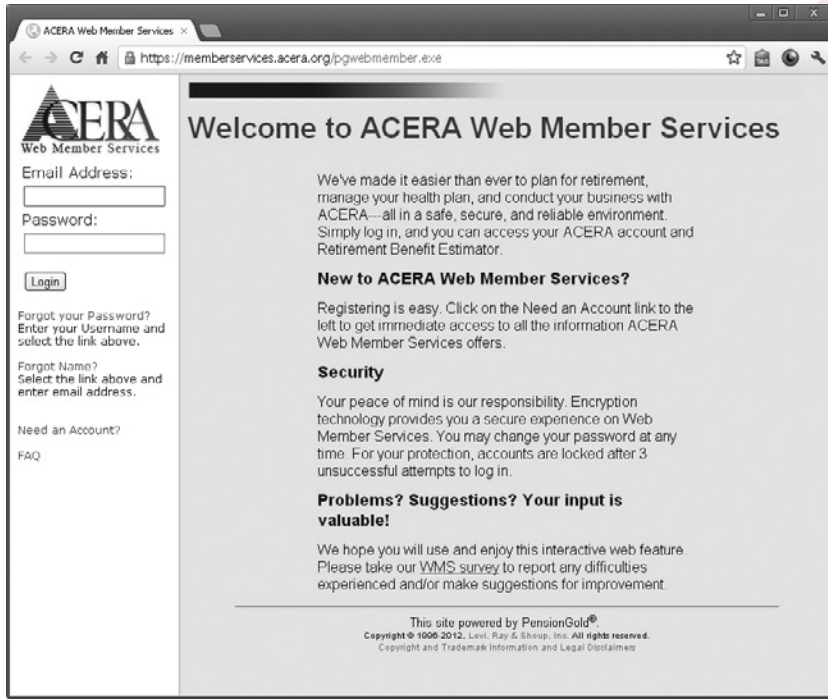 ACERA Web Member Services
https://memberservices.acera.org/pgwebmember.exe
ACERA
Web Member Services
Email Address:
Password:
Login
Forgot your Password?
Enter your Username and
select the link above.
Forgot Name?
Select the link above and
enter email address.
Need an Account?
FAQ
Welcome to ACERA Web Member Services
We've made it easier than ever to plan for retirement,
manage your health plan, and conduct your business with
ACERA---all in a safe, secure, and reliable environment.
Simply log in, and you can access your ACERA account and
Retirement Benefit Estimator.
New to ACERA Web Member Services?
Registering is easy. Click on the Need an Account link to the
left to get immediate access to all the information ACERA
Web Member Services offers.
Security
Your peace of mind is our responsibility. Encryption
technology provides you a secure experience on Web
Member Services. You may change your password at any
time. For your protection, accounts are locked after 3
unsuccessful attempts to log in.
Problems? Suggestions? Your input is
valuable!
We hope you will use and enjoy this interactive web feature.
Please take our WMS survey to report any difficulties
experienced and/or make suggestions for improvement.
This site powered by PensionGold®.
Copyright © 1996-2012, Levi, Ray & Shoup, Inc. All rights reserved.
Copyright and Trademark Information and Legal Disclaimers